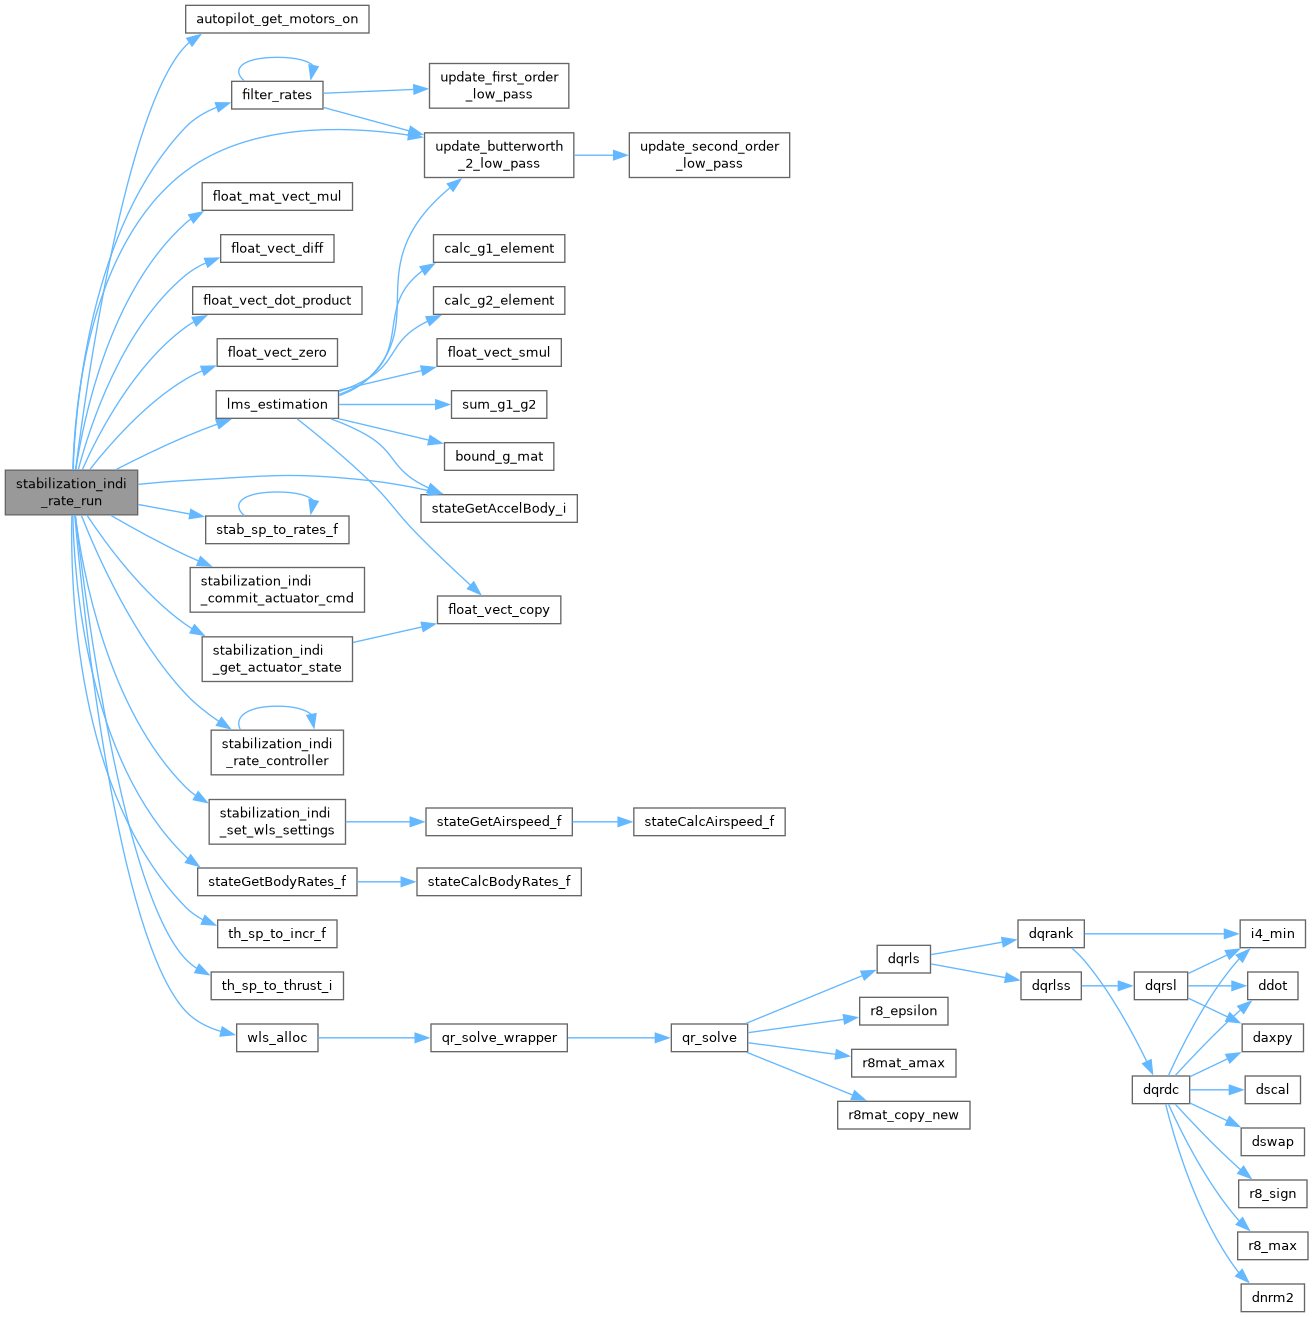 autopilot_get_motors_on
filter_rates
update_first_order
_low_pass
update_butterworth
_2_low_pass
update_second_order
_low_pass
float_mat_vect_mul
float_vect_diff
calc_g1_element
float_vect_dot_product
calc_g2_element
float_vect_zero
float_vect_smul
lms_estimation
sum_g1_g2
bound_g_mat
stabilization_indi
_rate_run
stateGetAccelBody_i
stab_sp_to_rates_f
stabilization_indi
_commit_actuator_cmd
float_vect_copy
stabilization_indi
_get_actuator_state
stabilization_indi
_rate_controller
stabilization_indi
_set_wls_settings
stateGetAirspeed_f
stateCalcAirspeed_f
stateGetBodyRates_f
stateCalcBodyRates_f
th_sp_to_incr_f
dqrank
i4_min
dqrls
th_sp_to_thrust_i
dqrlss
dqrsl
ddot
r8_epsilon
wls_alloc
qr_solve_wrapper
qr_solve
daxpy
r8mat_amax
dqrdc
dscal
r8mat_copy_new
dswap
r8_sign
r8_max
dnrm2